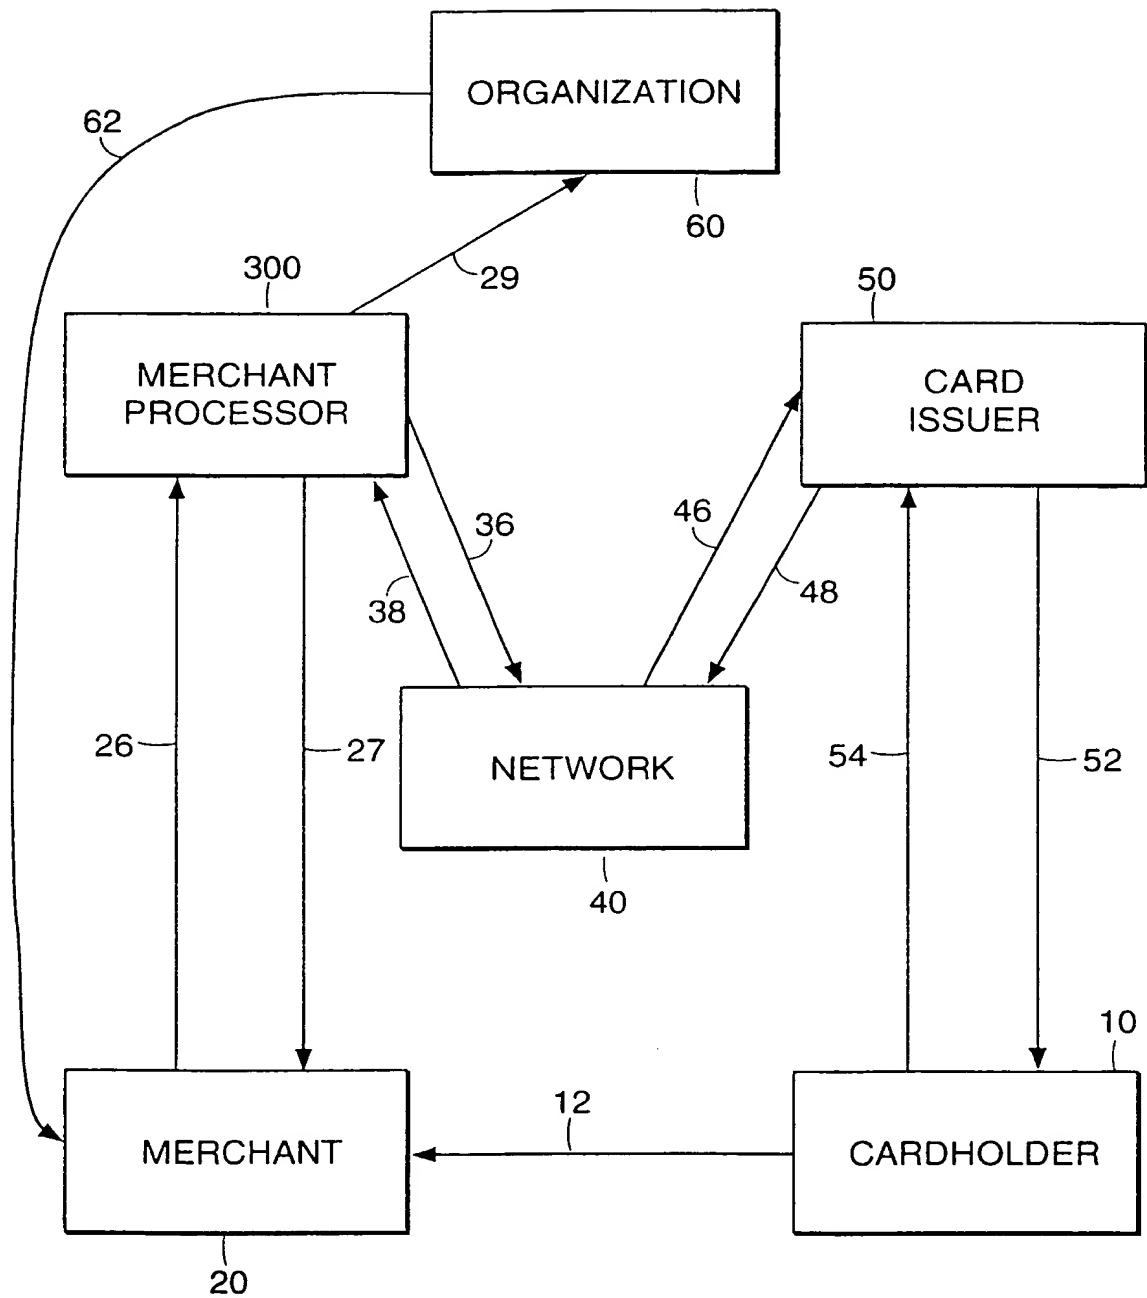 ORGANIZATION
62
60
29
300
50
MERCHANT
PROCESSOR
CARD
ISSUER
36
46
38
48
26
27
NETWORK
54
52
40
10
12
MERCHANT
CARDHOLDER
20